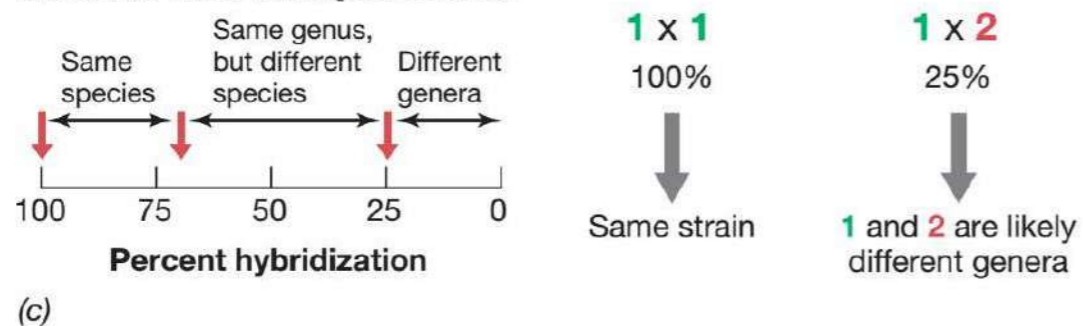 Same
species
Same genus,
but different
species
Different
genera
100
75
50
25
0
Percent hybridization
1 x 1
100%
Same strain
1 x 2
25%
1 and 2 are likely
different genera
(c)